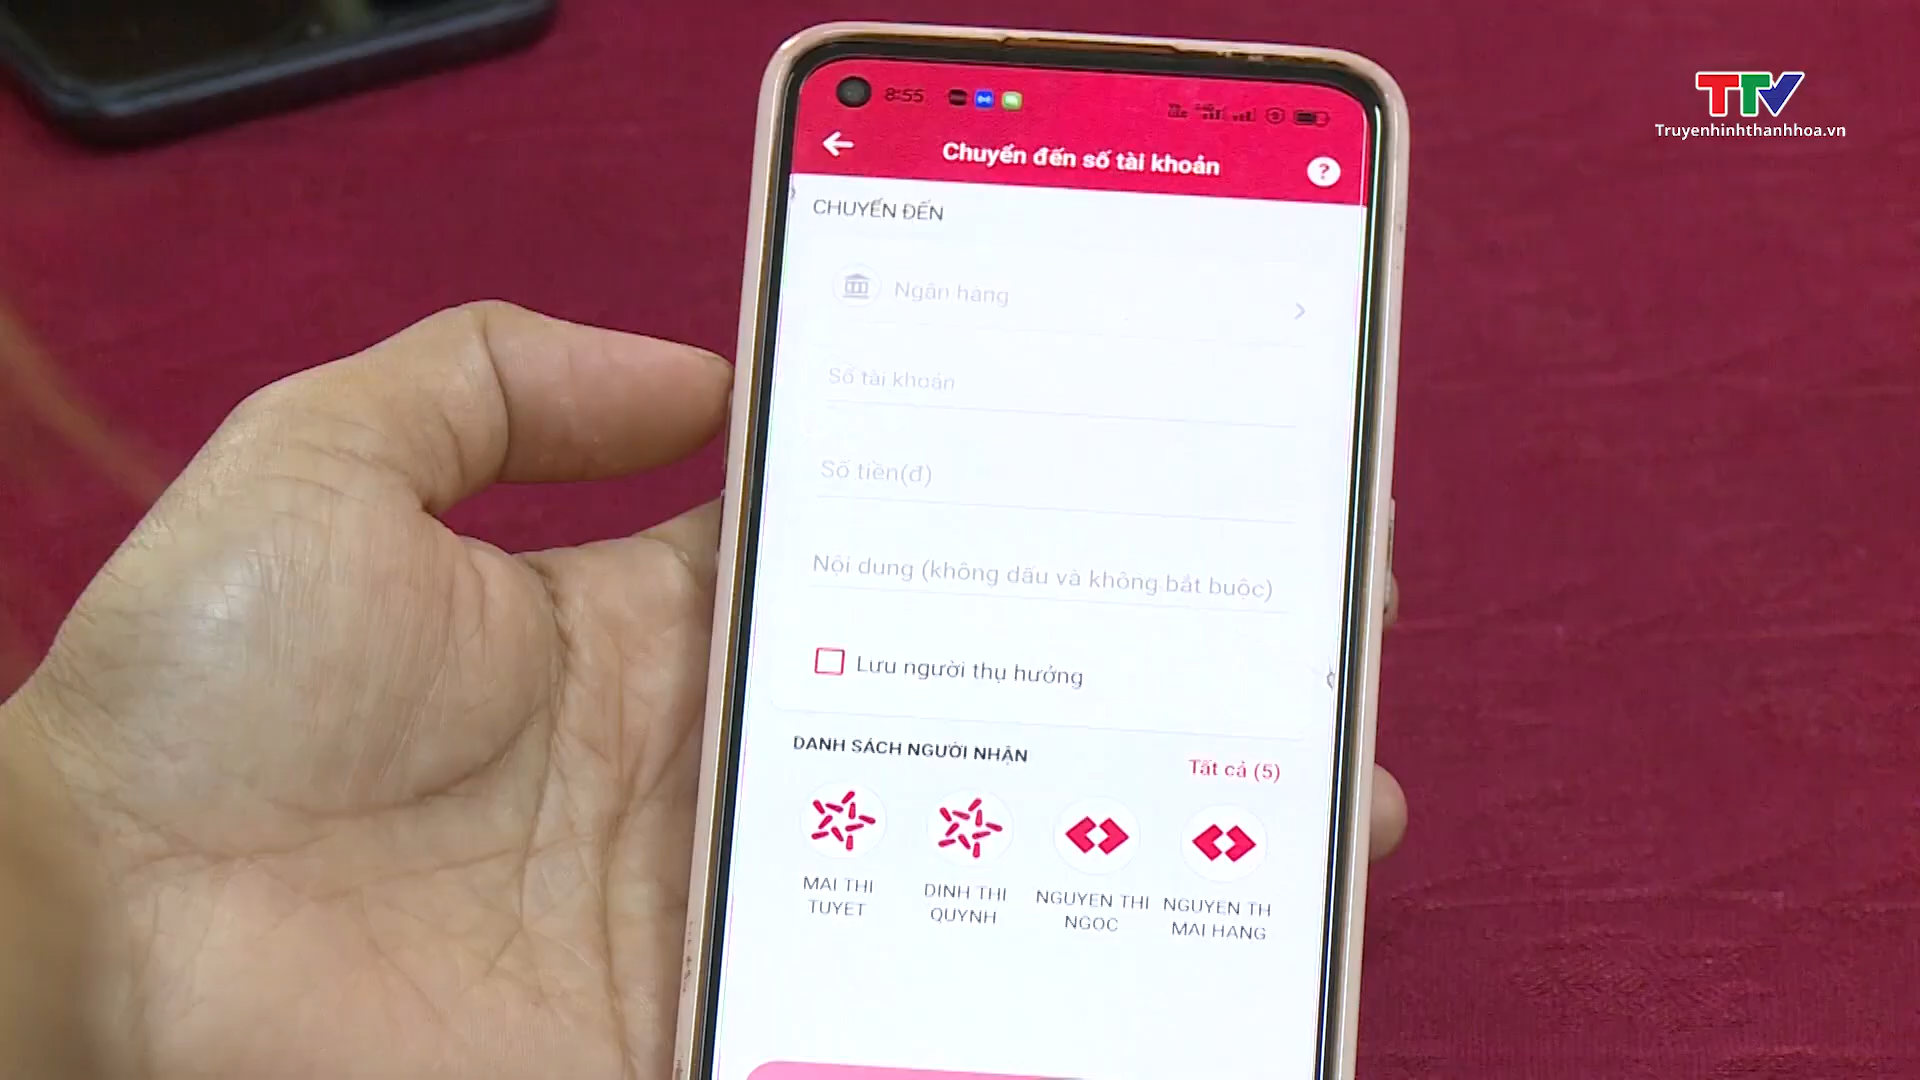 TTV
Truyenhinhthanhhoa.vn
8:55
Chuyển đến số tài khoản
?
CHUYỂN ĐẾN
Ngân hàng
Số tài khoản
Số tiền(đ)
Nội dung (không dấu và không bắt buộc)
Lưu người thụ hưởng
DANH SÁCH NGƯỜI NHẬN
Tất cả (5)
MAI THI
TUYET
DINH THI
QUYNH
NGUYEN THI
NGOC
NGUYEN TH
MAI HANG